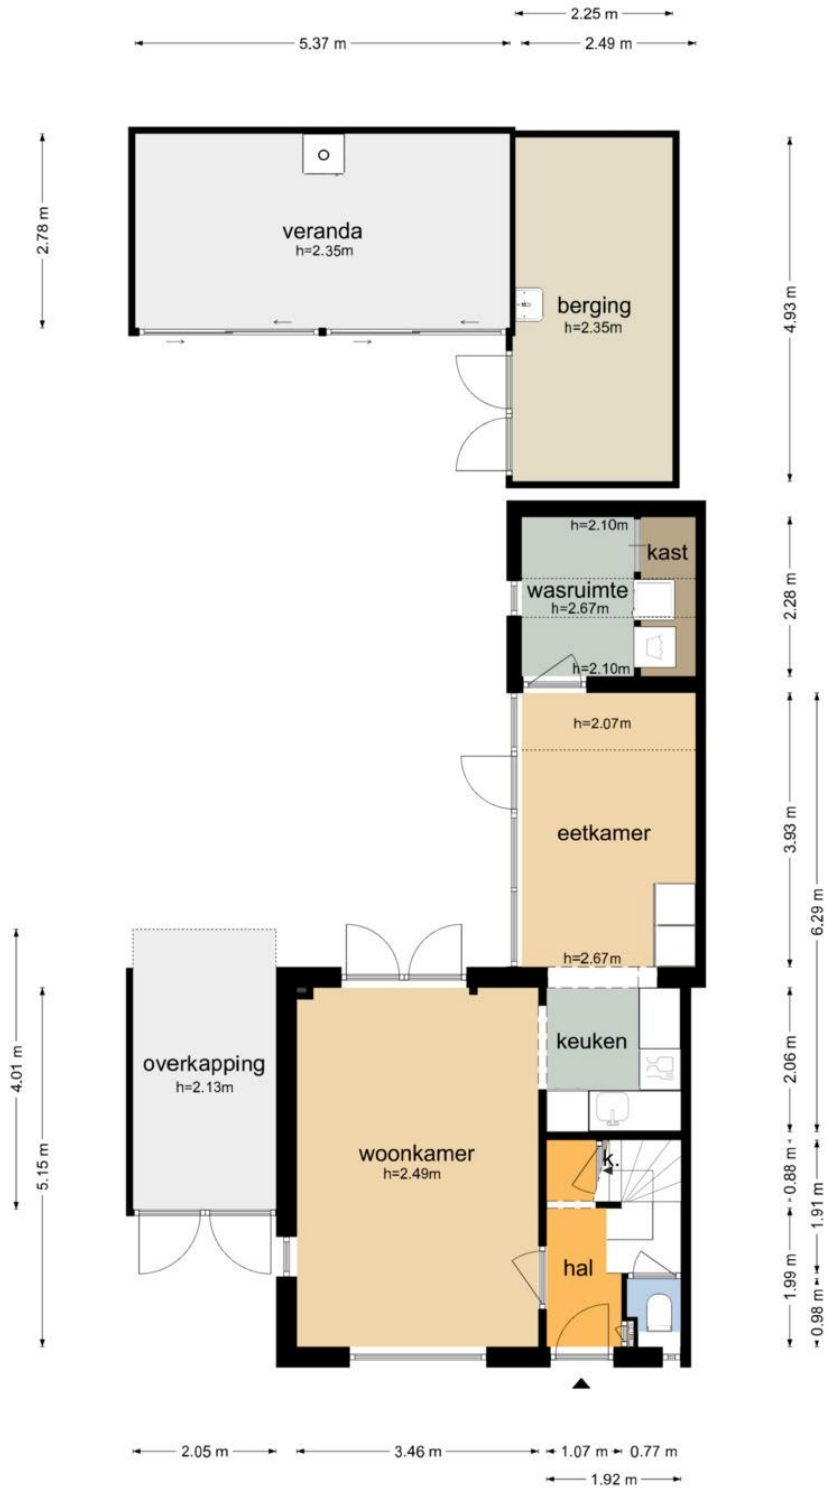 2.25 m
5.37 m
2.49 m
2.78 m
veranda
h=2.35m
berging
h=2.35m
4.93 m
h=2.10m
kast
wasruimte
h=2.67m
2.28 m
h=2.10m
h=2.07m
eetkamer
3.93 m
6.29 m
h=2.67m
keuken
2.06 m
overkapping
h=2.13m
4.01 m
5.15 m
woonkamer
h=2.49m
k.
0.88 m
1.91 m
hal
1.99 m
0.98 m
2.05 m
3.46 m
1.07 m
0.77 m
1.92 m